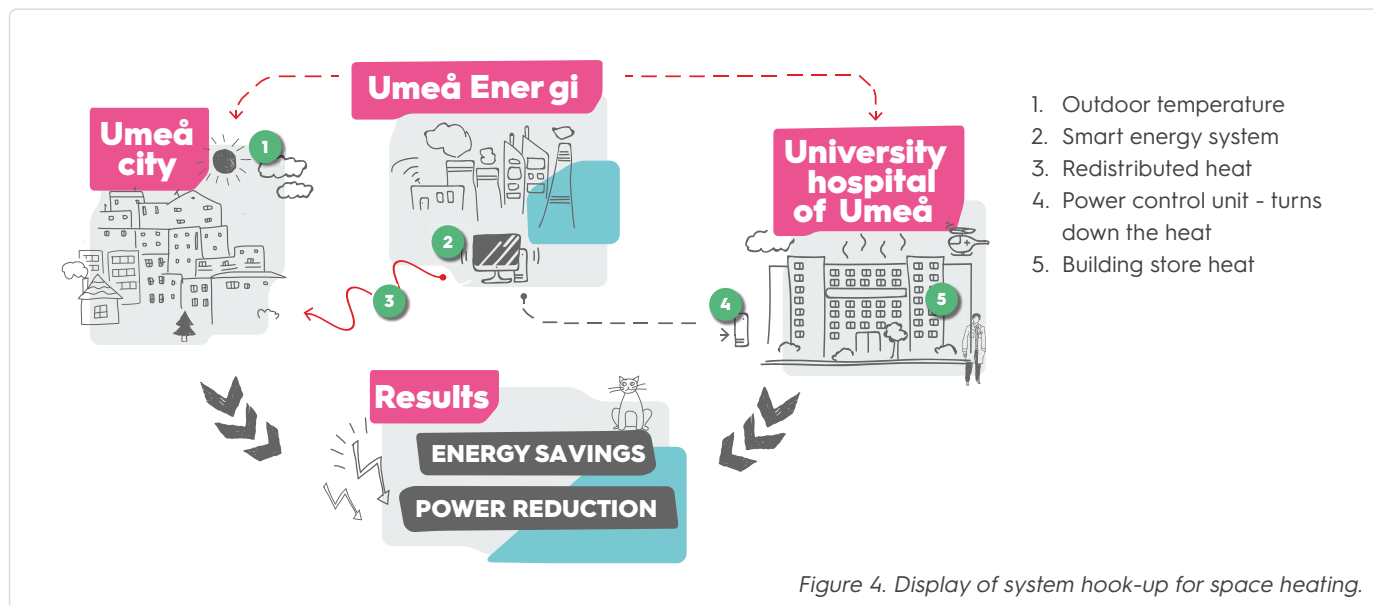 Umeå Energi
Umeå
city
1
University
hospital
of Umeå
2
3
4
5
Results
ENERGY SAVINGS
POWER REDUCTION
1. Outdoor temperature
2. Smart energy system
3. Redistributed heat
4. Power control unit - turns
down the heat
5. Building store heat
Figure 4. Display of system hook-up for space heating.